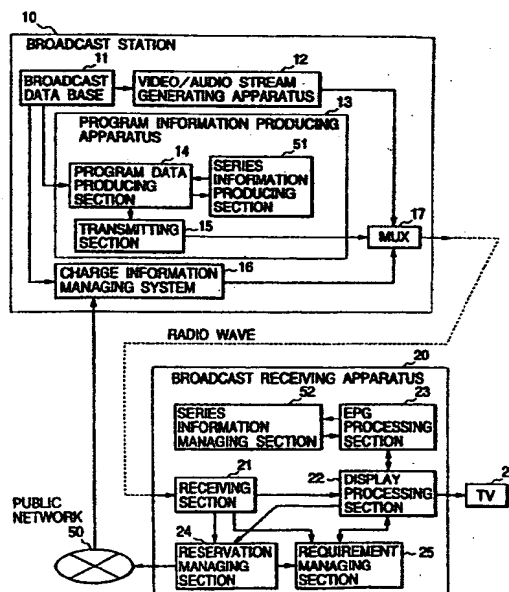 10
BROADCAST STATION
11
12
BROADCAST
DATA BASE
VIDEO/AUDIO STREAM
GENERATING APPARATUS
13
PROGRAM INFORMATION PRODUCING
APPARATUS
14
51
PROGRAM DATA
PRODUCING
SECTION
SERIES
INFORMATION
PRODUCING
SECTION
15
17
TRANSMITTING
SECTION
MUX
16
CHARGE INFORMATION
MANAGING SYSTEM
RADIO WAVE
20
BROADCAST RECEIVING APPARATUS
52
23
SERIES
INFORMATION
MANAGING SECTION
EPG
PROCESSING
SECTION
21
22
RECEIVING
SECTION
DISPLAY
PROCESSING
SECTION
TV
PUBLIC
NETWORK
50
24
RESERVATION
MANAGING
SECTION
REQUIREMENT
MANAGING
SECTION
25